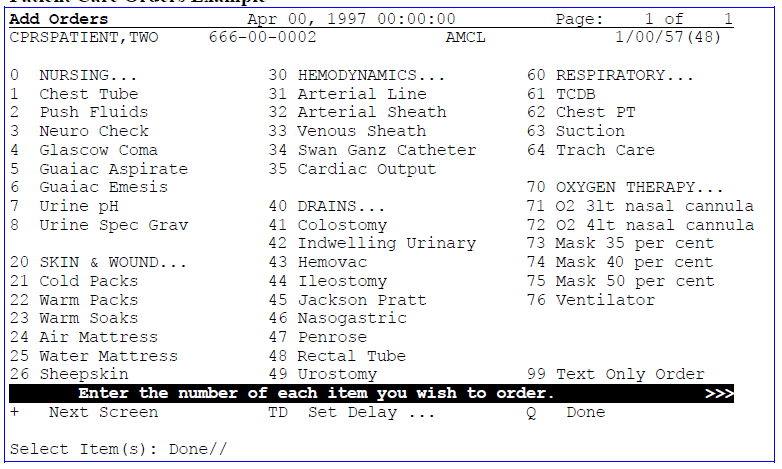 Patient Care Orders Example
Add Orders Apr 00, 1997 00:00:00 Page: 1 of 1
CPRSPATIENT,TWO 666-00-0002 AMCL 1/00/57(48)
0 NURSING... 30 HEMODYNAMICS... 60 RESPIRATORY...
1 Chest Tube 31 Arterial Line 61 TCDB
2 Push Fluids 32 Arterial Sheath 62 Chest PT
3 Neuro Check 33 Venous Sheath 63 Suction
4 Glascow Coma 34 Swan Ganz Catheter 64 Trach Care
5 Guaiac Aspirate 35 Cardiac Output
6 Guaiac Emesis 70 OXYGEN THERAPY...
7 Urine pH 40 DRAINS... 71 O2 3lt nasal cannula
8 Urine Spec Grav 41 Colostomy 72 O2 4lt nasal cannula
42 Indwelling Urinary 73 Mask 35 per cent
20 SKIN & WOUND... 43 Hemovac 74 Mask 40 per cent
21 Cold Packs 44 Ileostomy 75 Mask 50 per cent
22 Warm Packs 45 Jackson Pratt 76 Ventilator
23 Warm Soaks 46 Nasogastric
24 Air Mattress 47 Penrose
25 Water Mattress 48 Rectal Tube
26 Sheepskin 49 Urostomy 99 Text Only Order
Enter the number of each item you wish to order. >>>
+ Next Screen TD Set Delay ... Q Done
Select Item(s): Done//